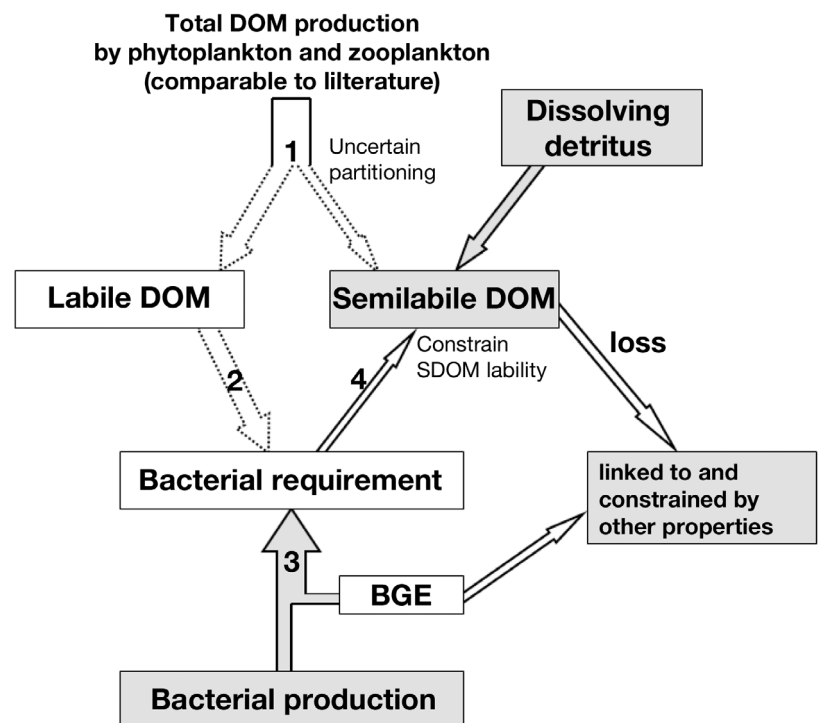 Total DOM production
by phytoplankton and zooplankton
(comparable to lilterature)
1
Uncertain
partitioning
Dissolving
detritus
Labile DOM
Semilabile DOM
2
4
Constrain
SDOM lability
loss
Bacterial requirement
linked to and
constrained by
other properties
3
BGE
Bacterial production